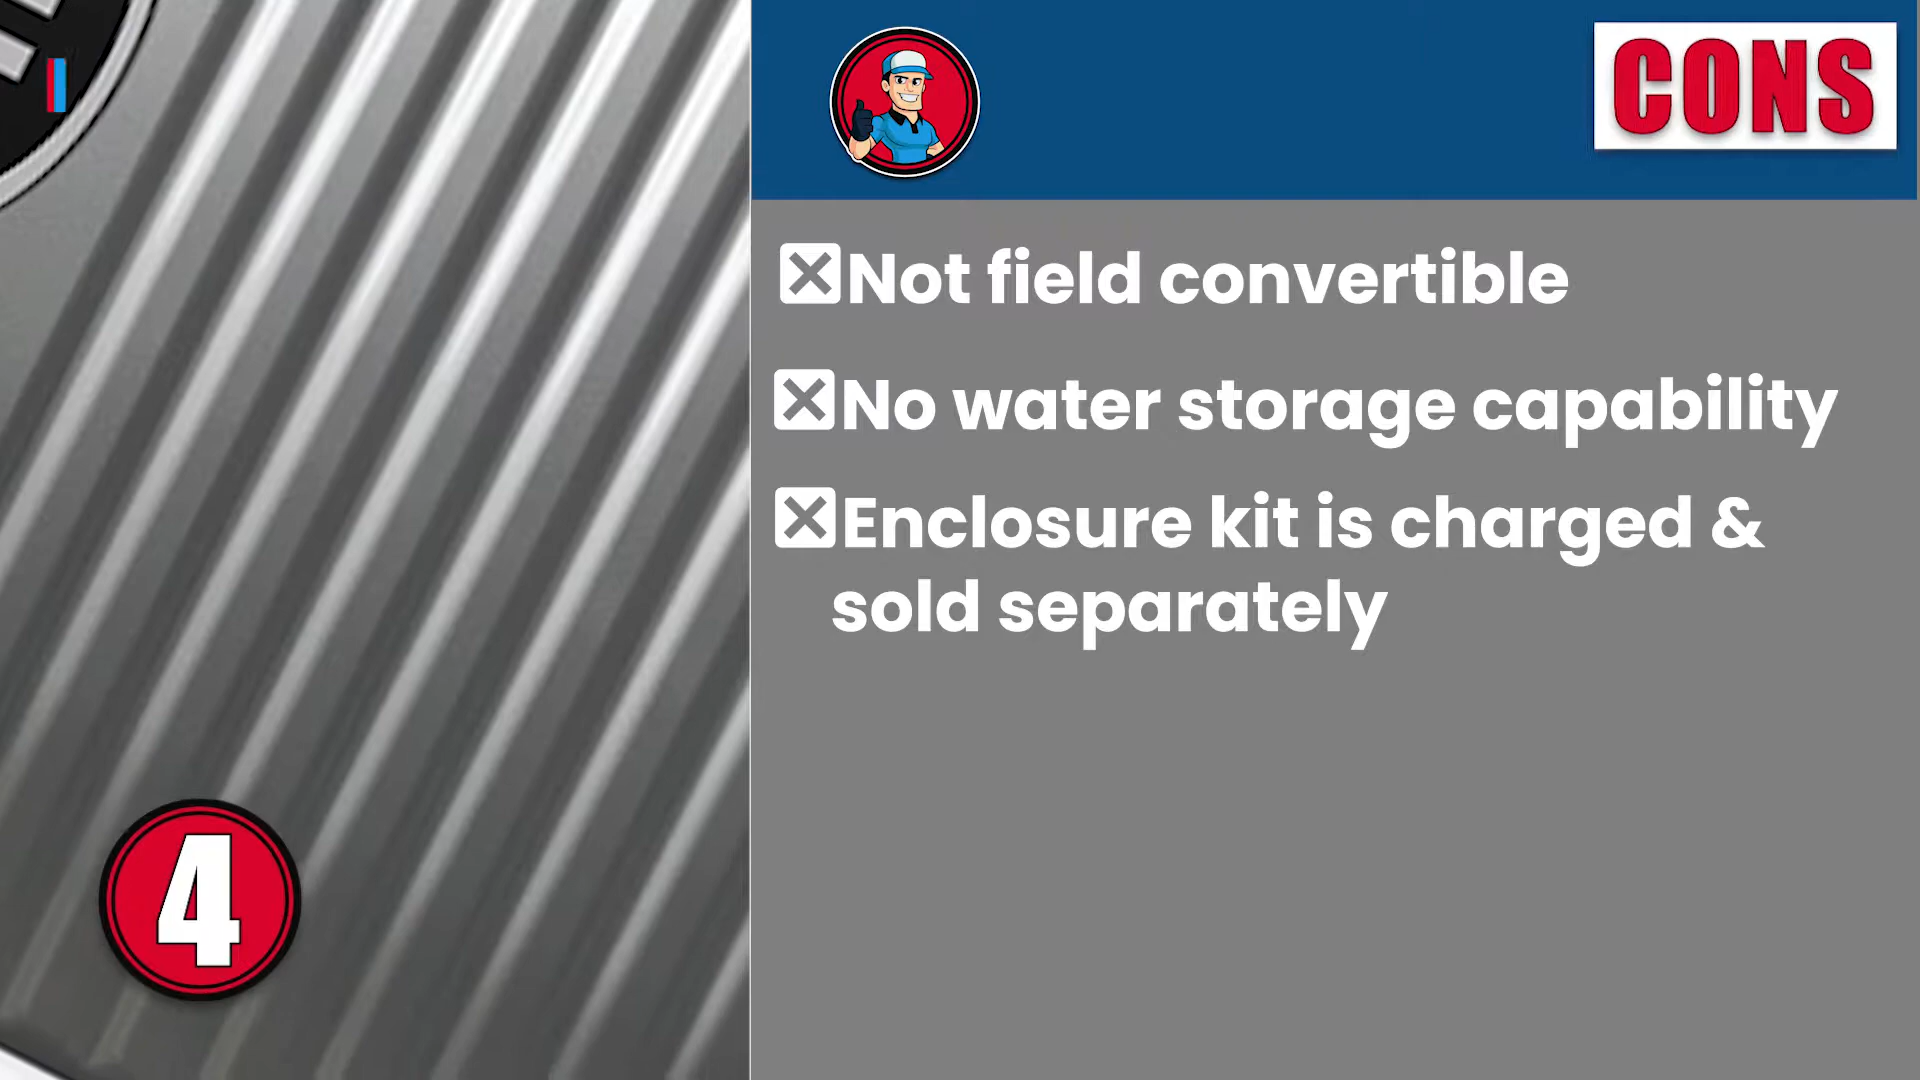 CONS
Not field convertible
No water storage capability
Enclosure kit is charged &
sold separately
4